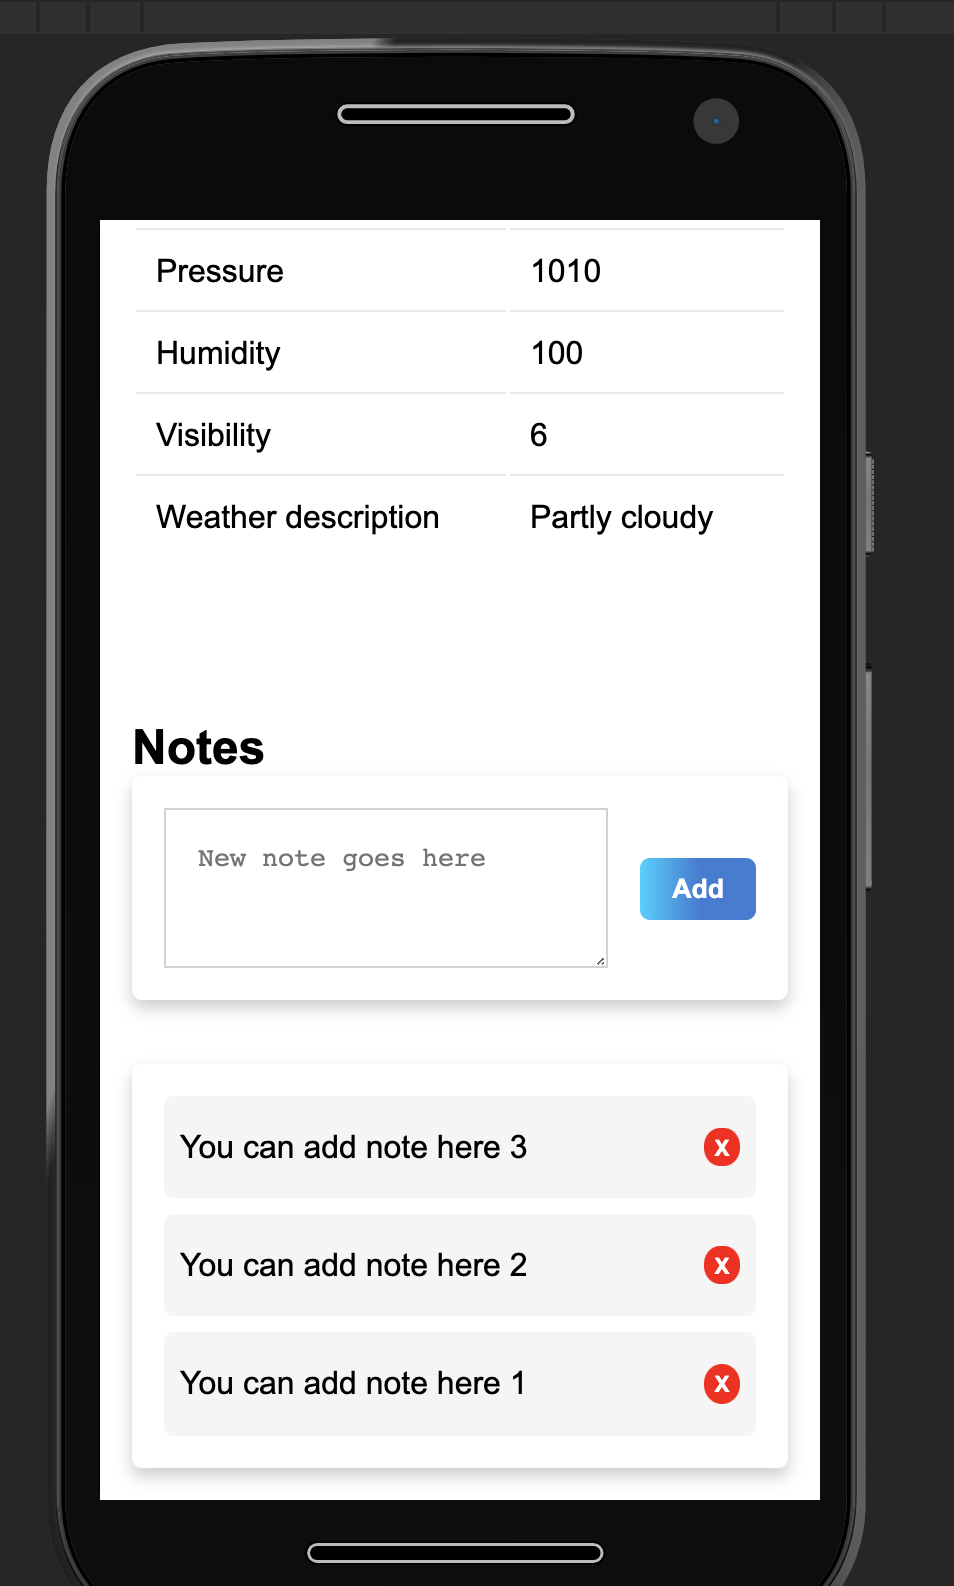 Pressure 1010
Humidity 100
Visibility 6
Weather description Partly cloudy
Notes
New note goes here
Add
You can add note here 3 X
You can add note here 2 X
You can add note here 1 X